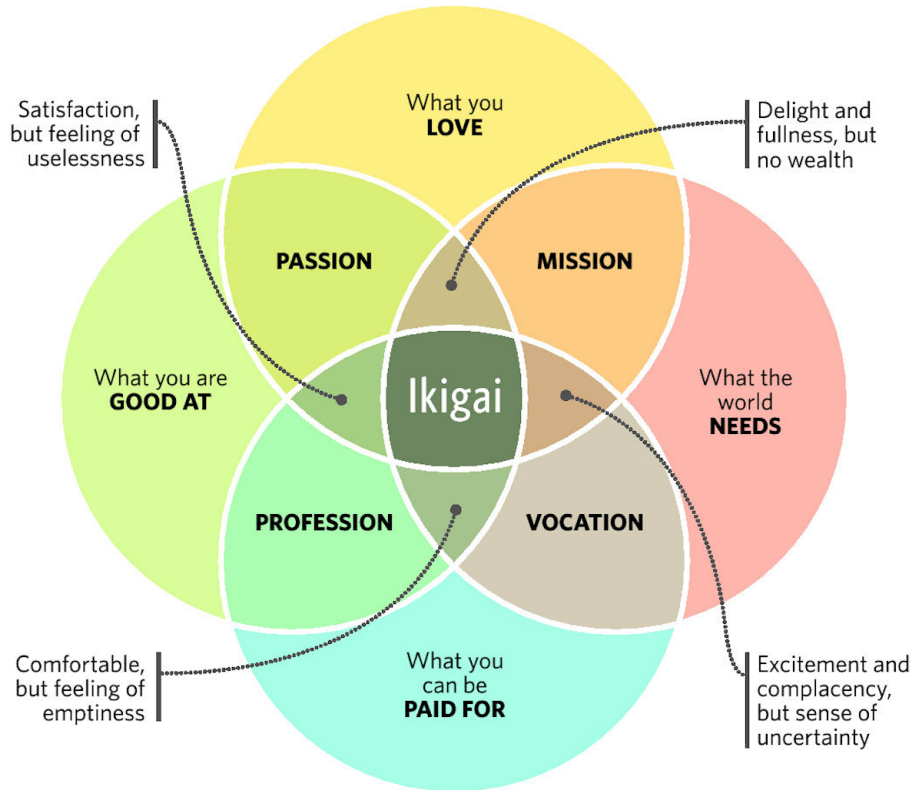 What you
LOVE
Satisfaction,
but feeling of
uselessness
Delight and
fullness, but
no wealth
PASSION
MISSION
What you are
GOOD AT
Ikigai
What the
world
NEEDS
PROFESSION
VOCATION
Comfortable,
but feeling of
emptiness
What you
can be
PAID FOR
Excitement and
complacency,
but sense of
uncertainty